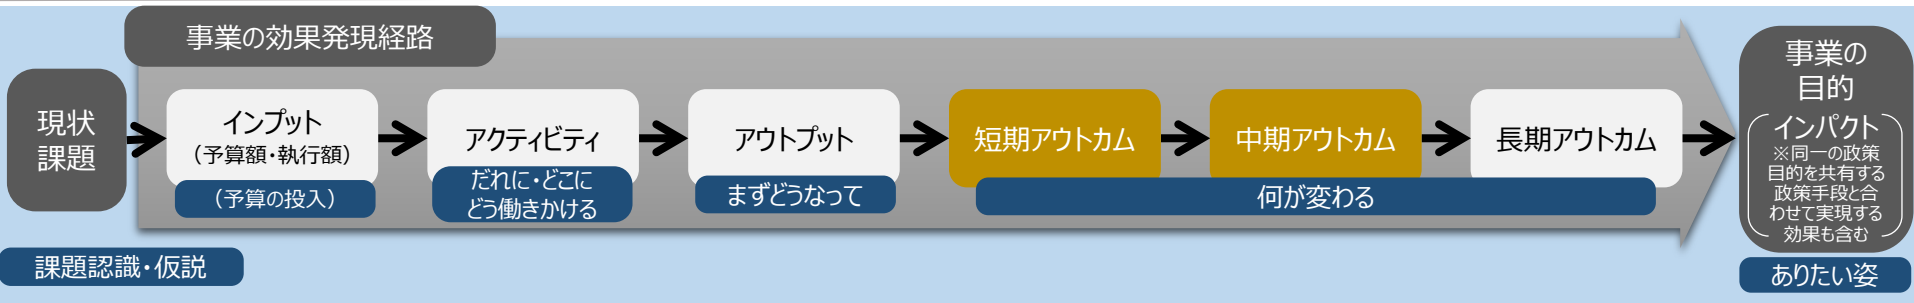 事業の効果発現経路
現状
課題
インプット
（予算額・執行額）
（予算の投入）
アクティビティ
だれに・どこに
どう働きかける
アウトプット
まずどうなって
短期アウトカム
中期アウトカム
長期アウトカム
何が変わる
事業の
目的
インパクト
※同一の政策
目的を共有する
政策手段と合
わせて実現する
効果も含む
課題認識・仮説
ありたい姿